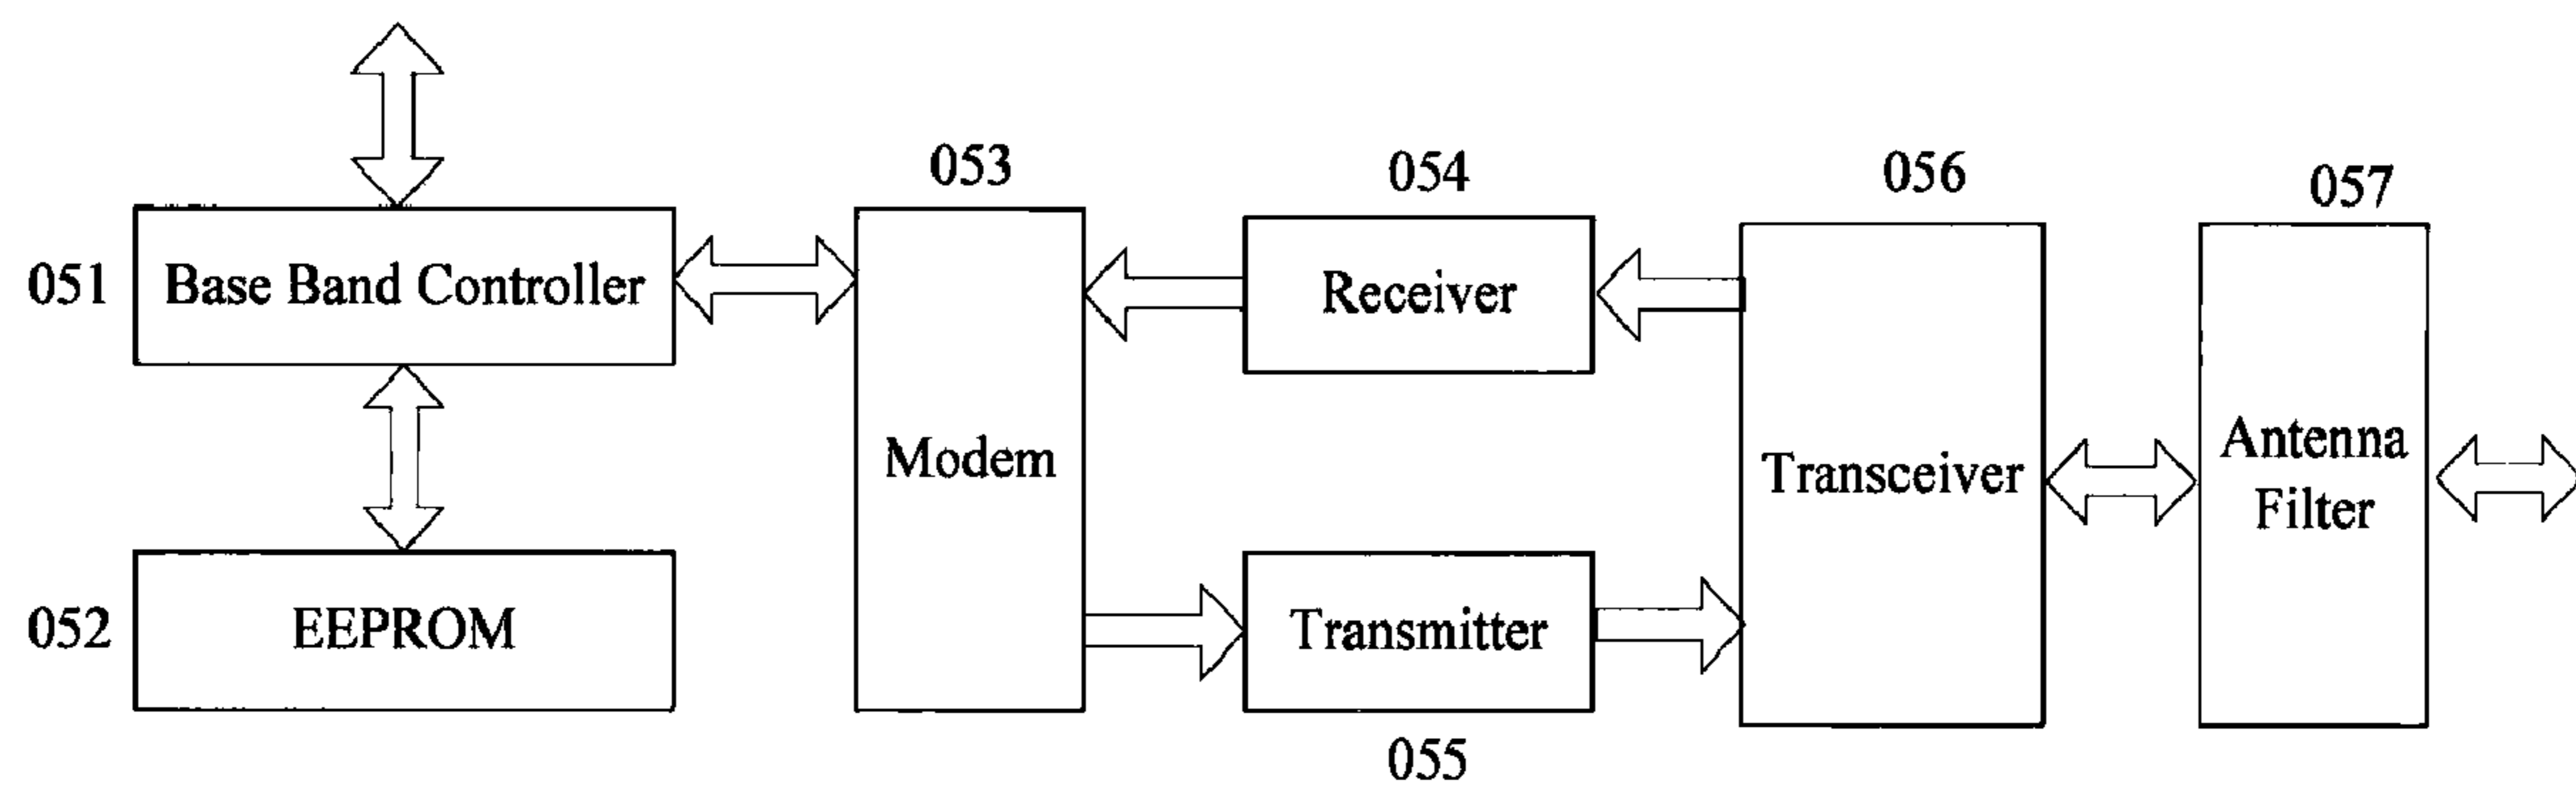 053
054
056
057
051
Base Band Controller
Receiver
Modem
Transceiver
Antenna
Filter
052
EEPROM
Transmitter
055